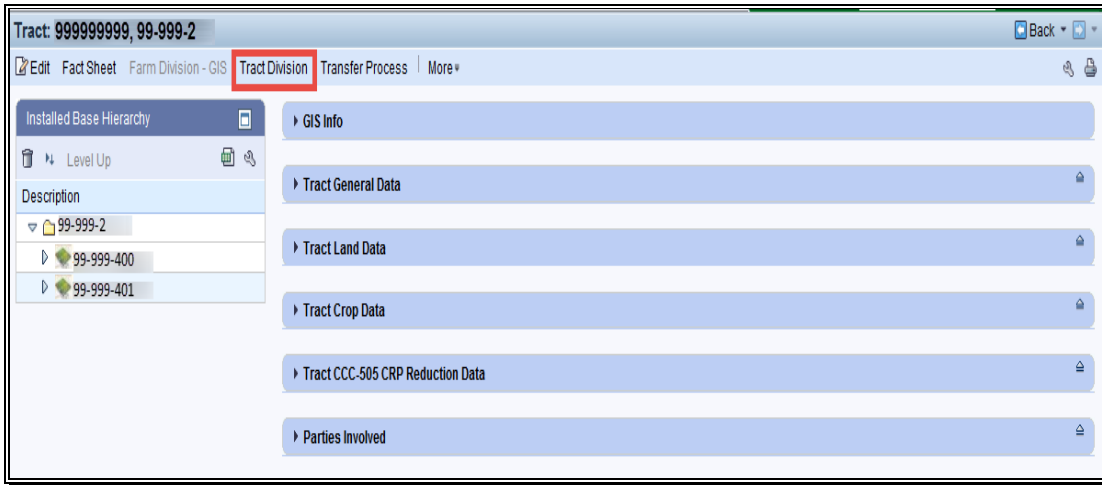 Tract: 999999999, 99-999-2
Back
Edit Fact Sheet Farm Division - GIS Tract Division Transfer Process More
Installed Base Hierarchy
Level Up
Description
99-999-2
99-999-400
99-999-401
GIS Info
Tract General Data
Tract Land Data
Tract Crop Data
Tract CCC-505 CRP Reduction Data
Parties Involved